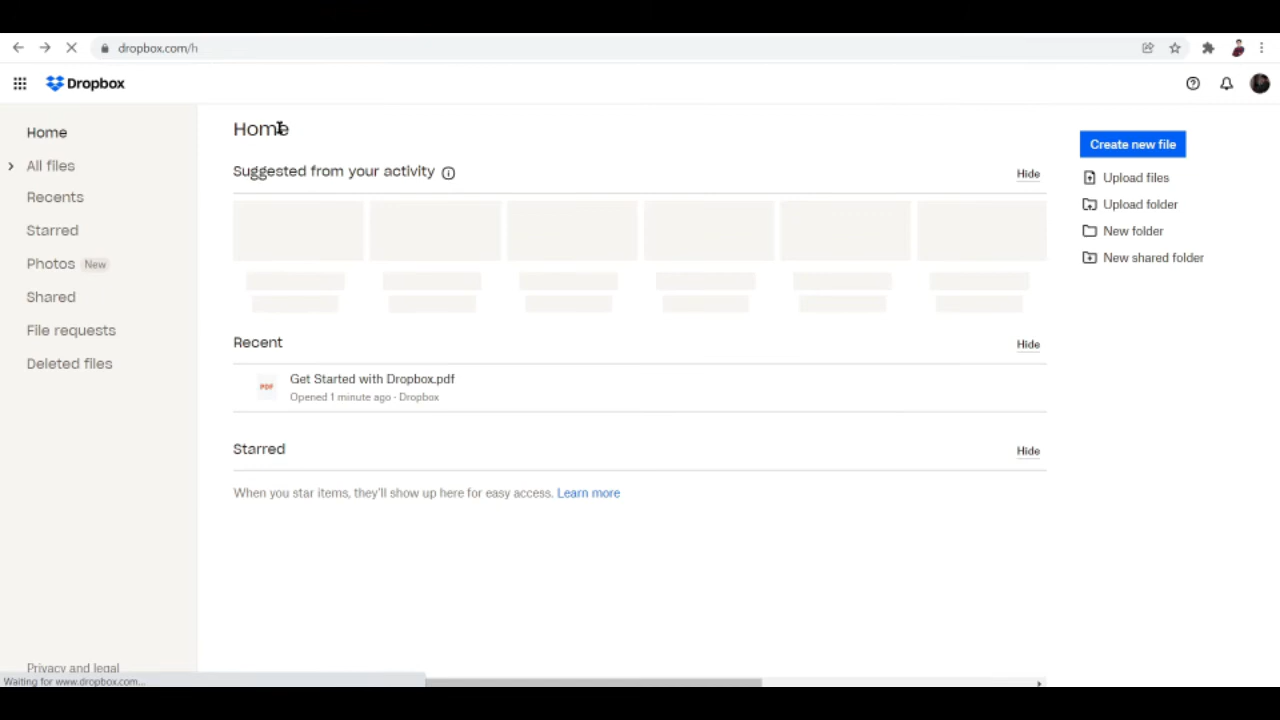 dropbox.com/h
Dropbox
Home
All files
Recents
Starred
Photos New
Shared
File requests
Deleted files
Privacy and legal
Waiting for www.dropbox.com...
Home
Suggested from your activity
Hide
Recent
Hide
PDF
Get Started with Dropbox.pdf
Opened 1 minute ago · Dropbox
Starred
Hide
When you star items, they'll show up here for easy access. Learn more
Create new file
Upload files
Upload folder
New folder
New shared folder